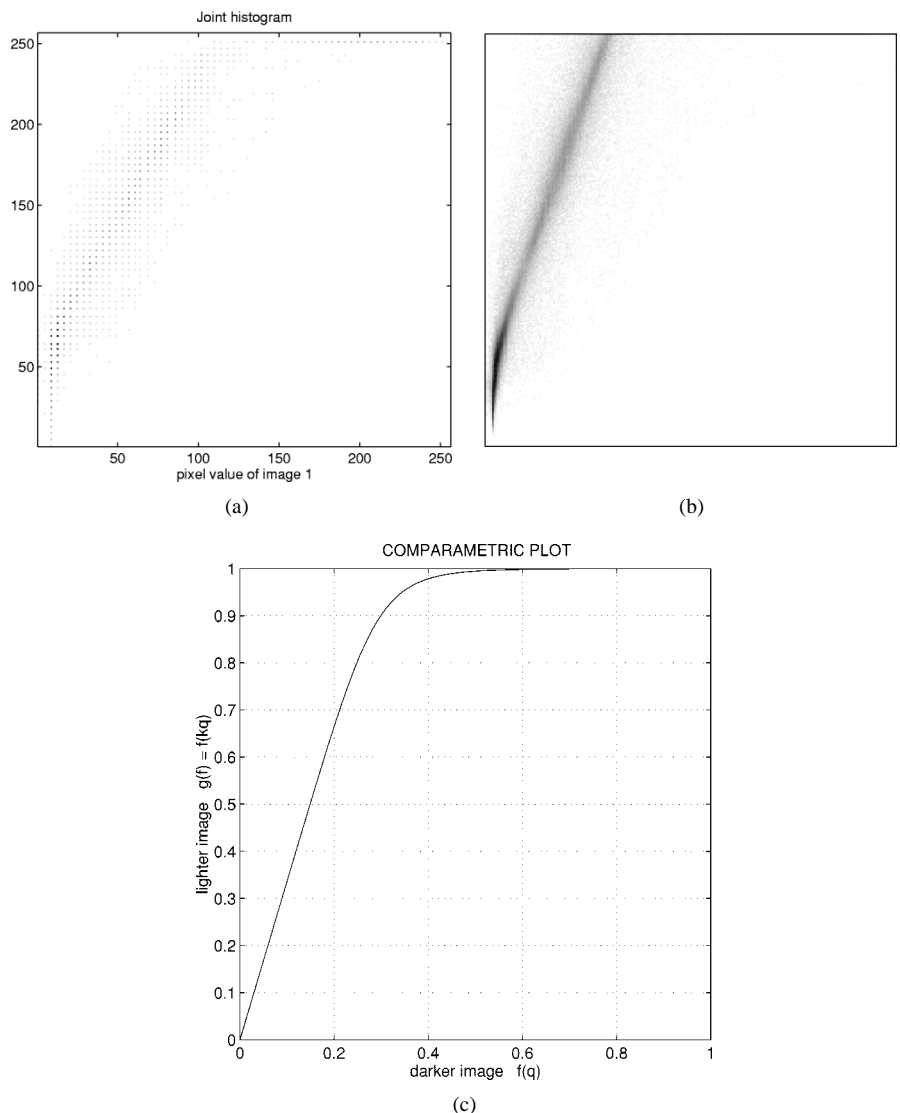 Joint histogram
250
200
150
100
50
50 100 150 200 250
pixel value of image 1
(a)
(b)
COMPARAMETRIC PLOT
1
0.9
0.8
0.7
0.6
0.5
0.4
0.3
0.2
0.1
0
lighter image g(f) = f(kq)
0 0.2 0.4 0.6 0.8 1
darker image f(q)
(c)